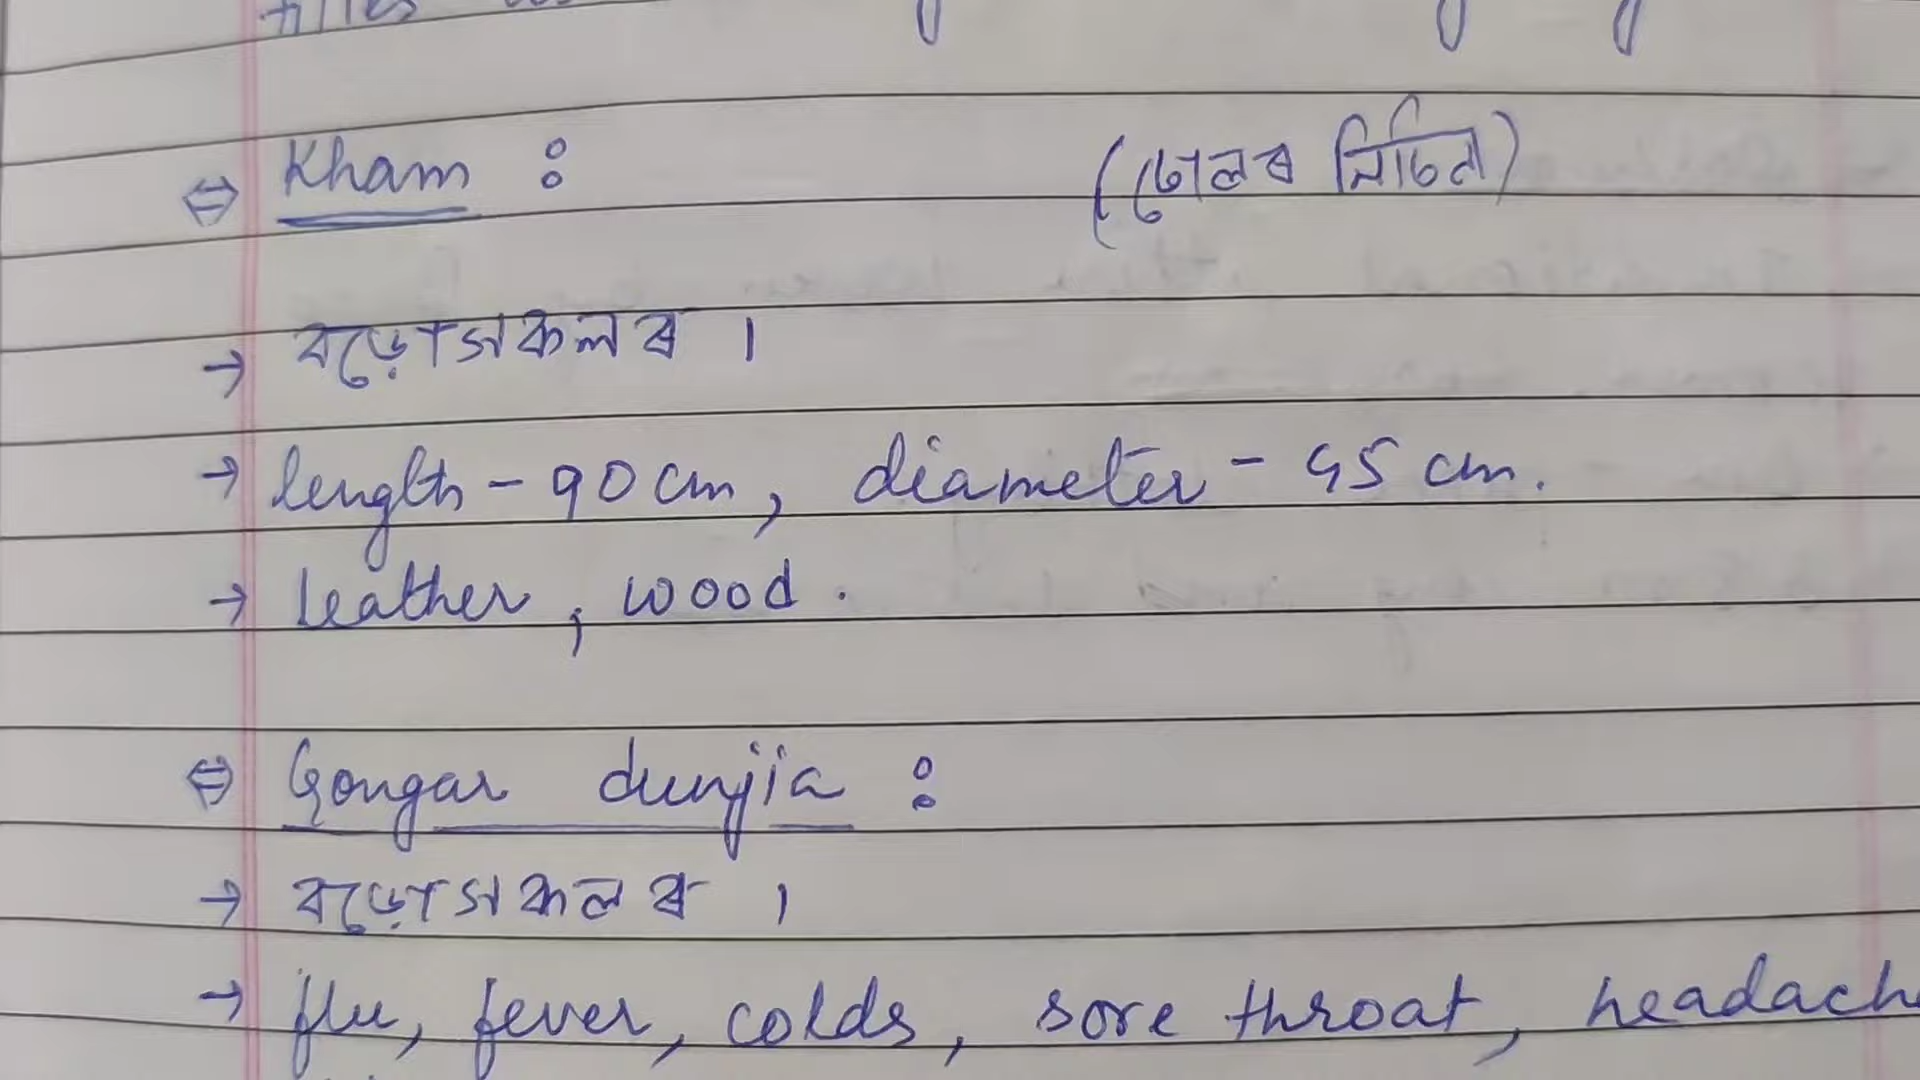 ⇔ Kham : (ঢোলৰ নিচিনা)
→ বড়োসকলৰ ।
→ length - 90 cm, diameter - 45 cm.
→ leather, wood.
⇔ Gongar dunjia :
→ বড়োসকলৰ ।
→ flu, fever, colds, sore throat, headach